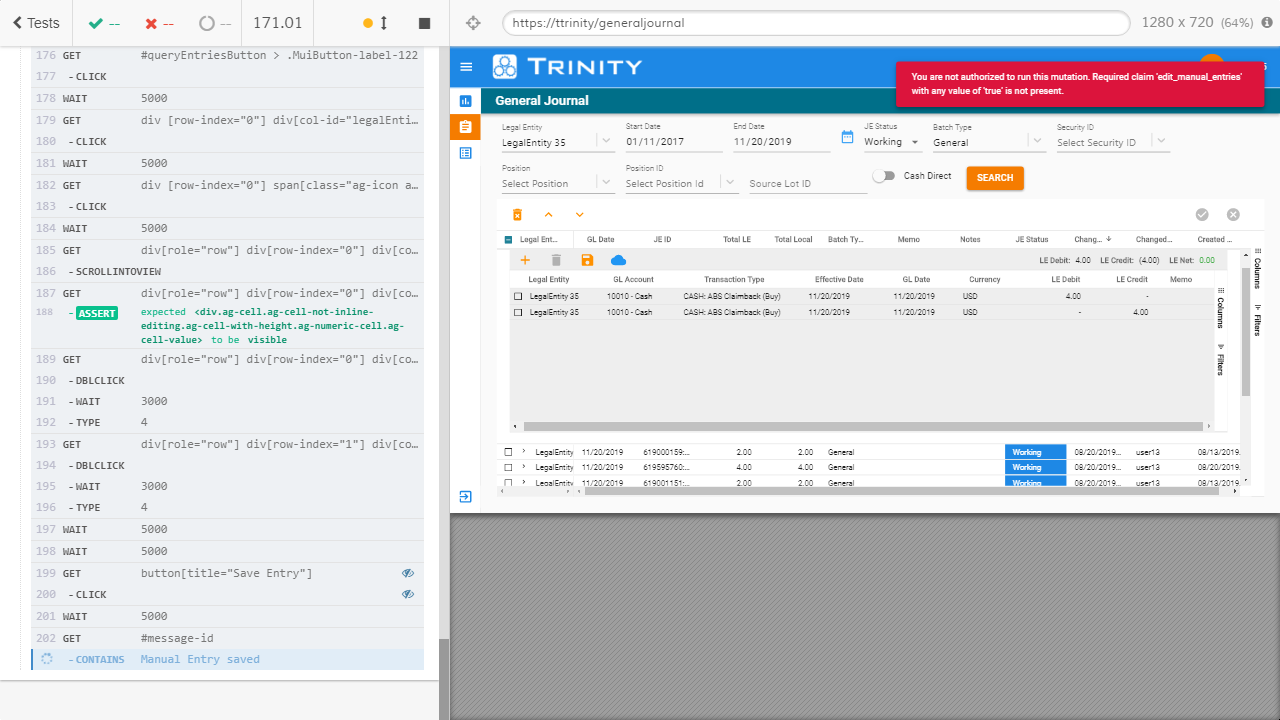 Tests
--
--
--
171.01
https://ttrinity/generaljournal
1280 x 720 (64%)
176 GET #queryEntriesButton > .MuiButton-label-122
177 -CLICK
178 WAIT 5000
179 GET div [row-index="0"] div[col-id="legalEnti…
180 -CLICK
181 WAIT 5000
182 GET div [row-index="0"] span[class="ag-icon a…
183 -CLICK
184 WAIT 5000
185 GET div[role="row"] div[row-index="0"] div[co…
186 -SCROLLINTOVIEW
187 GET div[role="row"] div[row-index="0"] div[co…
188 -ASSERT expected <div.ag-cell.ag-cell-not-inline-
editing.ag-cell-with-height.ag-numeric-cell.ag-
cell-value> to be visible
189 GET div[role="row"] div[row-index="0"] div[co…
190 -DBLCLICK
191 -WAIT 3000
192 -TYPE 4
193 GET div[role="row"] div[row-index="1"] div[co…
194 -DBLCLICK
195 -WAIT 3000
196 -TYPE 4
197 WAIT 5000
198 WAIT 5000
199 GET button[title="Save Entry"]
200 -CLICK
201 WAIT 5000
202 GET #message-id
-CONTAINS Manual Entry saved
TRINITY
You are not authorized to run this mutation. Required claim 'edit_manual_entries'
with any value of 'true' is not present.
General Journal
Legal Entity Start Date End Date JE Status Batch Type Security ID
LegalEntity 35 01/11/2017 11/20/2019 Working General Select Security ID
Position Position ID
Select Position Select Position Id Source Lot ID Cash Direct SEARCH
Legal Ent... GL Date JE ID Total LE Total Local Batch Ty... Memo Notes JE Status Chang... Changed... Created ...
LE Debit: 4.00 LE Credit: (4.00) LE Net: 0.00
Legal Entity GL Account Transaction Type Effective Date GL Date Currency LE Debit LE Credit Memo
LegalEntity 35 10010 - Cash CASH: ABS Claimback (Buy) 11/20/2019 11/20/2019 USD 4.00 -
LegalEntity 35 10010 - Cash CASH: ABS Claimback (Buy) 11/20/2019 11/20/2019 USD - 4.00
Columns
Filters
Columns
Filters
LegalEntity 11/20/2019 619000159:... 2.00 2.00 General Working 08/20/2019... user13 08/13/2019
LegalEntity 11/20/2019 619595760:... 4.00 4.00 General Working 08/20/2019... user13 08/20/2019
LegalEntity 11/20/2019 619001151:... 2.00 2.00 General Working 08/20/2019... user13 08/13/2019